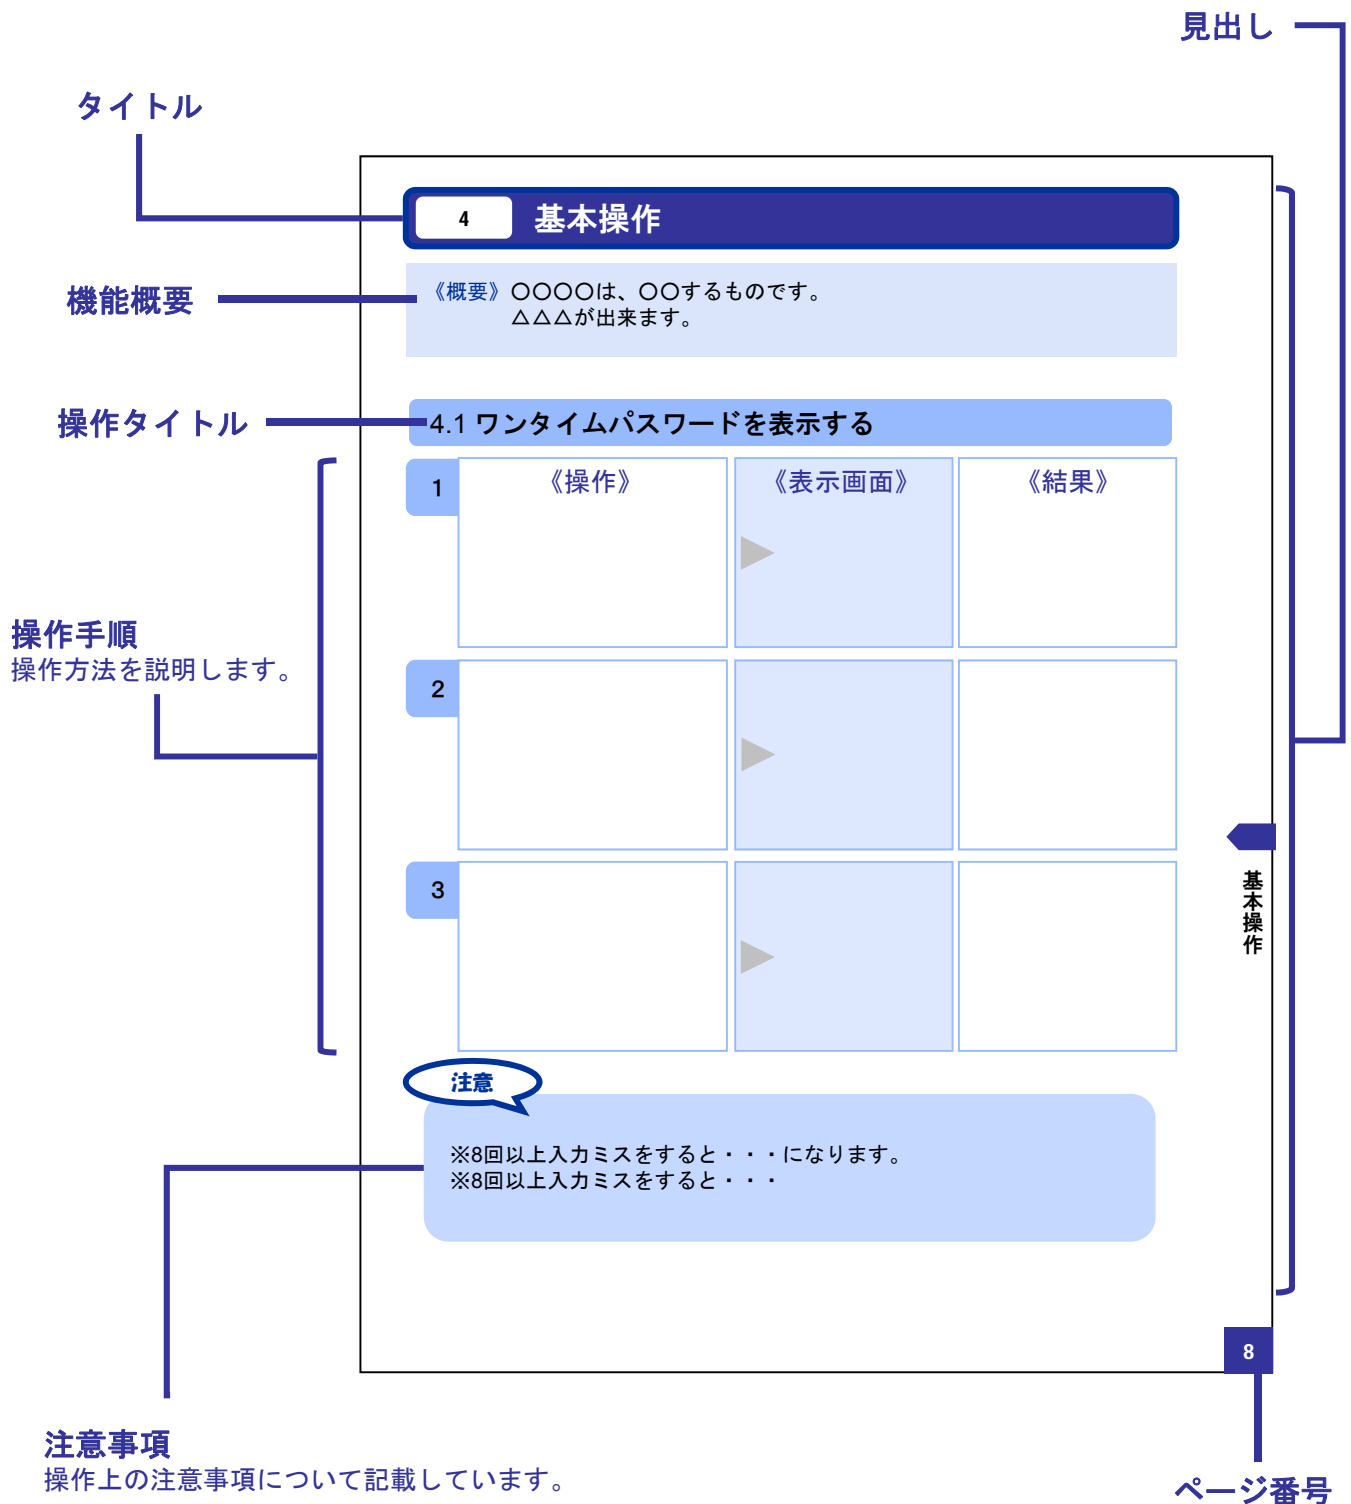 見出し
タイトル
4 基本操作
機能概要
《概要》〇〇〇〇は、〇〇するものです。
△△△が出来ます。
操作タイトル
4.1 ワンタイムパスワードを表示する
1 《操作》 《表示画面》 《結果》
操作手順
操作方法を説明します。
2
3
基本操作
注意
※8回以上入力ミスをすると・・・になります。
※8回以上入力ミスをすると・・・
8
注意事項
操作上の注意事項について記載しています。
ページ番号